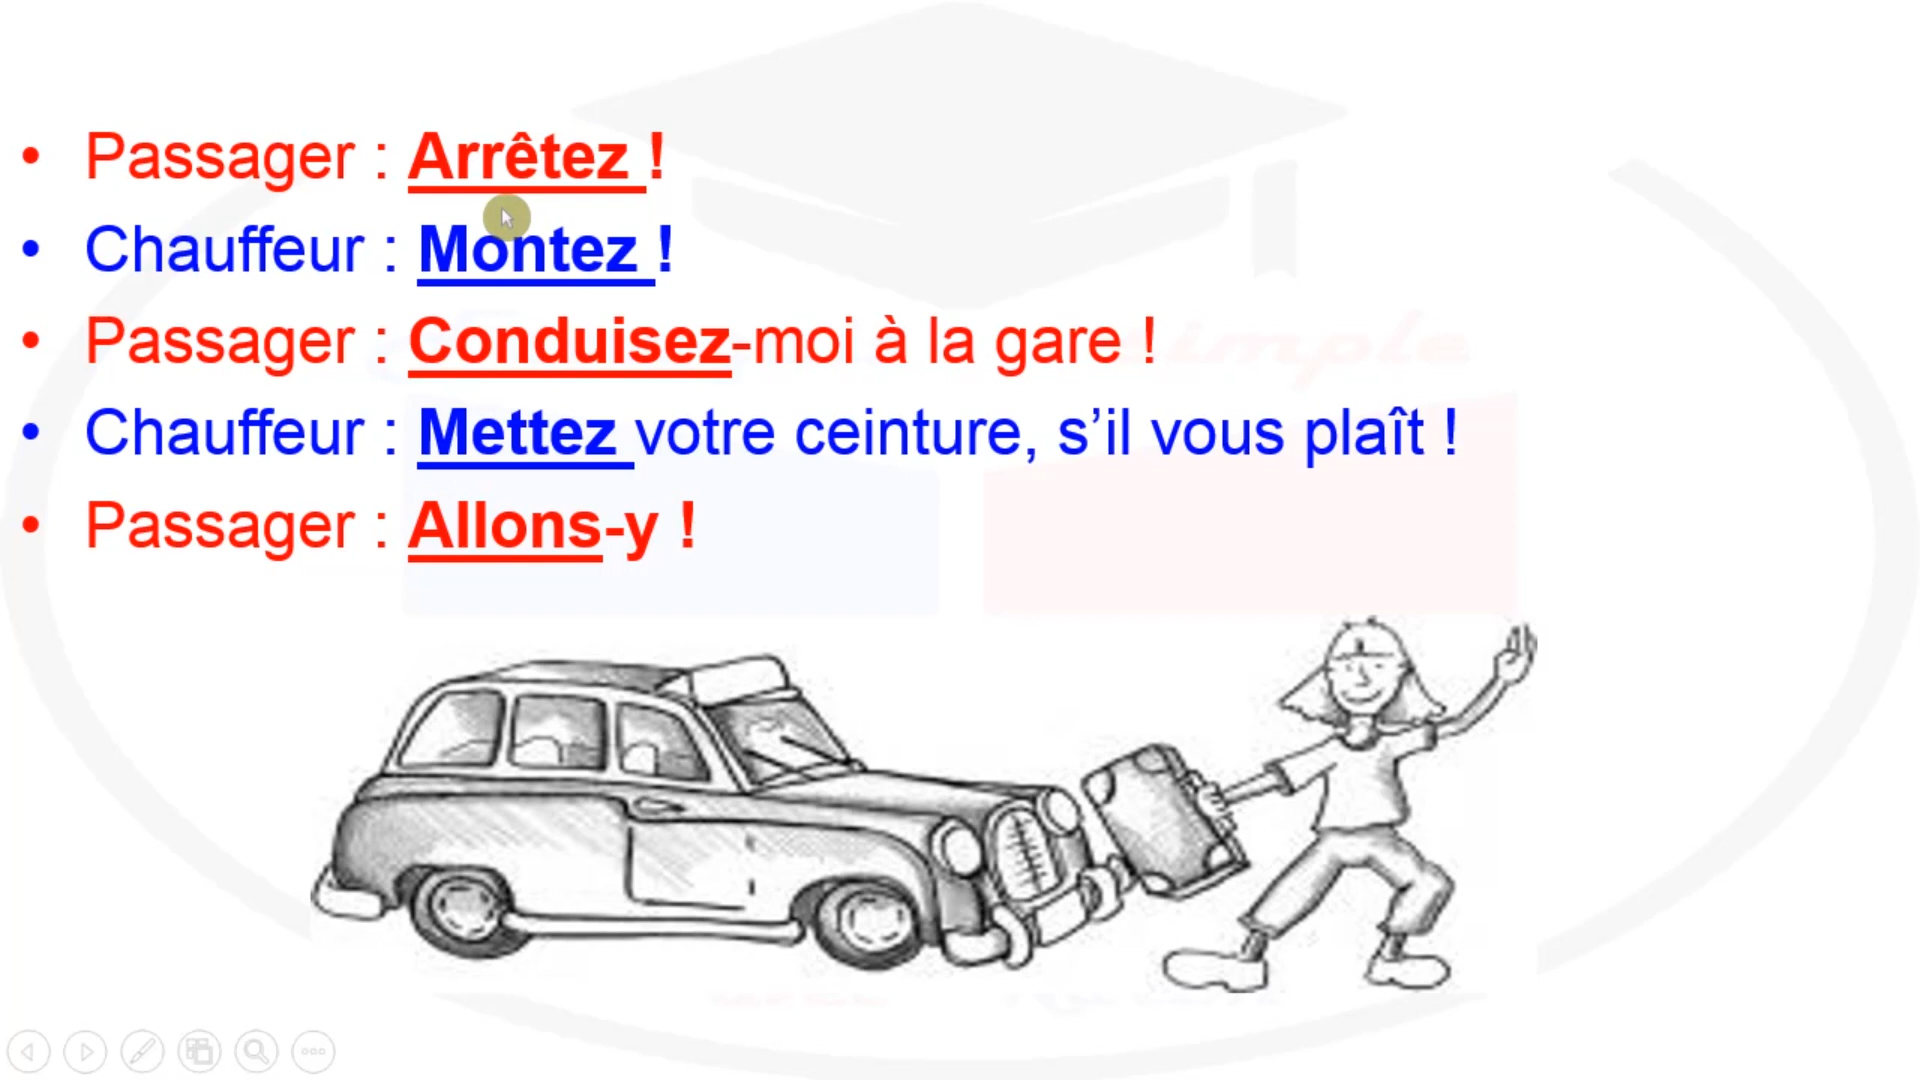 • Passager : Arrêtez !
• Chauffeur : Montez !
• Passager : Conduisez-moi à la gare !
• Chauffeur : Mettez votre ceinture, s’il vous plaît !
• Passager : Allons-y !